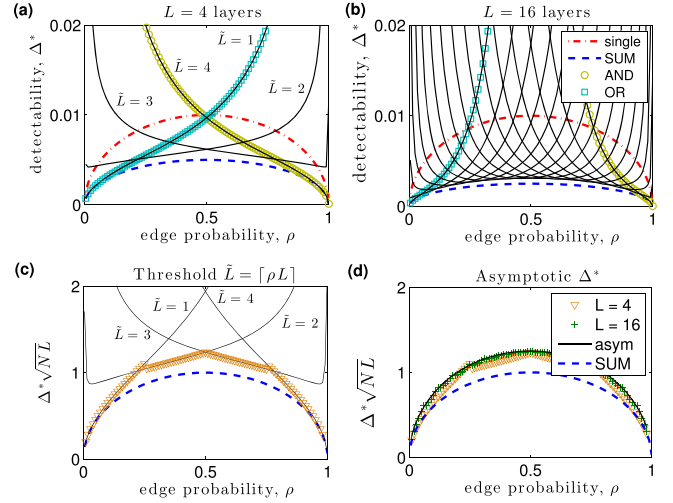 (a)
L = 4 layers
detectability, Δ*
0.02
0.01
0
L̃ = 1
L̃ = 4
L̃ = 3
L̃ = 2
0
0.5
1
edge probability, ρ
(b)
L = 16 layers
detectability, Δ*
0.02
0.01
0
single
SUM
AND
OR
0
0.5
1
edge probability, ρ
(c)
Threshold L̃ = ⌈ρL⌉
Δ*√NL
2
1
0
L̃ = 1
L̃ = 4
L̃ = 3
L̃ = 2
0
0.5
1
edge probability, ρ
(d)
Asymptotic Δ*
Δ*√NL
2
1
0
L = 4
L = 16
asym
SUM
0
0.5
1
edge probability, ρ